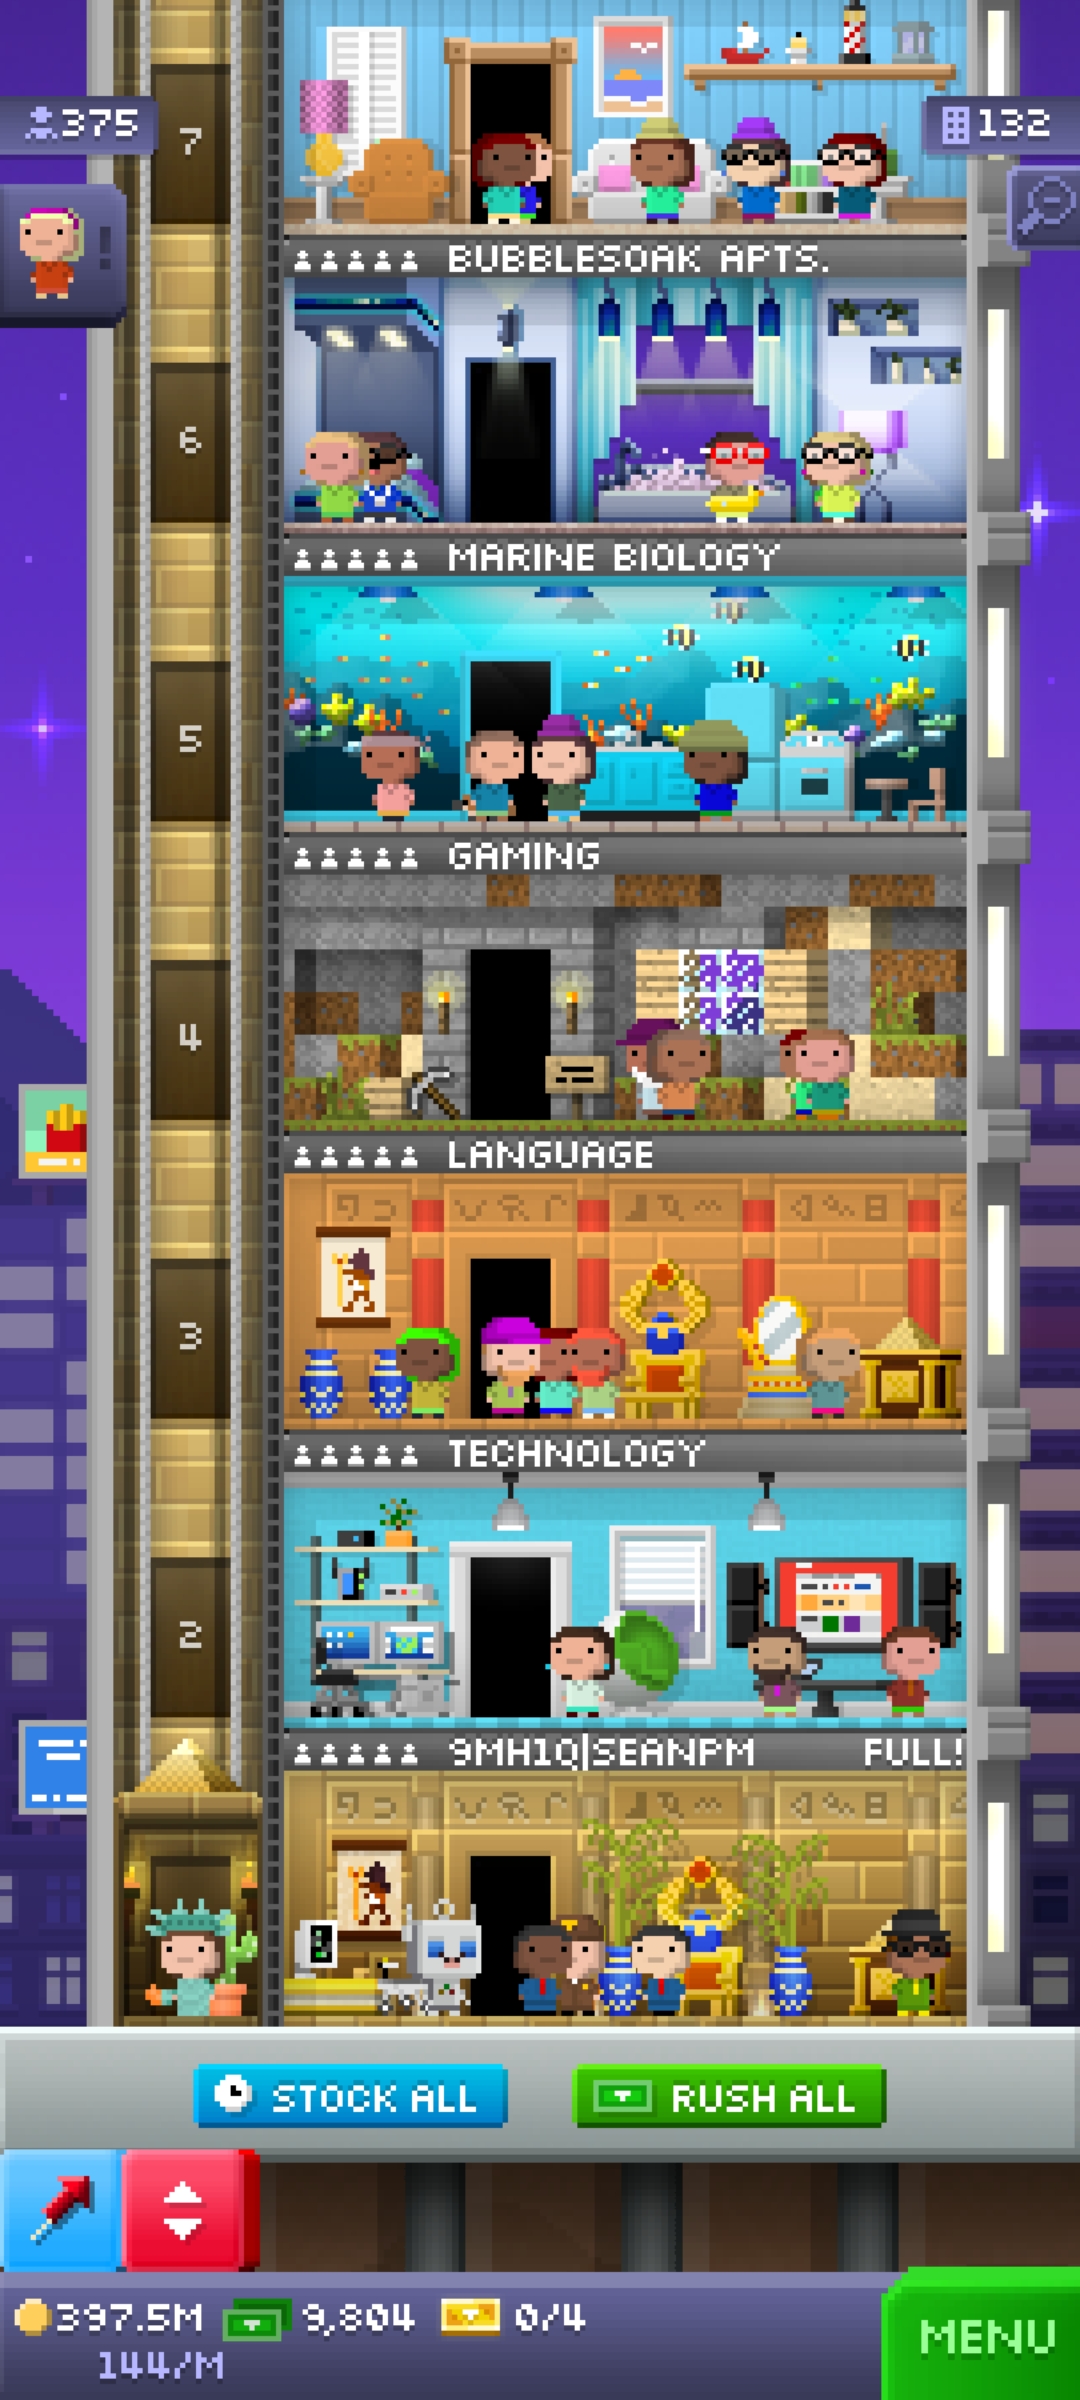 7
375
132
!
BUBBLESOAK APTS.
6
MARINE BIOLOGY
5
GAMING
4
LANGUAGE
3
TECHNOLOGY
2
9MH1Q|SEANPM FULL!
STOCK ALL
RUSH ALL
397.5M 9,804 0/4
144/M
MENU